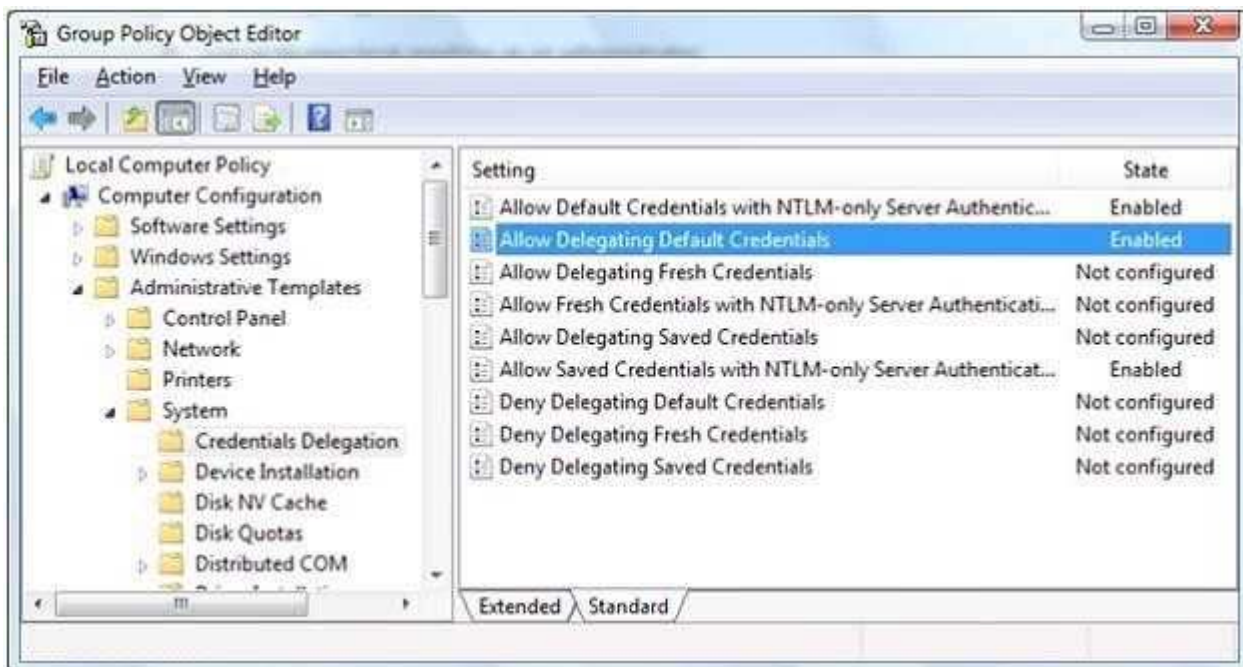 Group Policy Object Editor
File Action View Help
Local Computer Policy
Computer Configuration
Software Settings
Windows Settings
Administrative Templates
Control Panel
Network
Printers
System
Credentials Delegation
Device Installation
Disk NV Cache
Disk Quotas
Distributed COM
Setting State
Allow Default Credentials with NTLM-only Server Authentic... Enabled
Allow Delegating Default Credentials Enabled
Allow Delegating Fresh Credentials Not configured
Allow Fresh Credentials with NTLM-only Server Authenticati... Not configured
Allow Delegating Saved Credentials Not configured
Allow Saved Credentials with NTLM-only Server Authenticat... Enabled
Deny Delegating Default Credentials Not configured
Deny Delegating Fresh Credentials Not configured
Deny Delegating Saved Credentials Not configured
Extended Standard